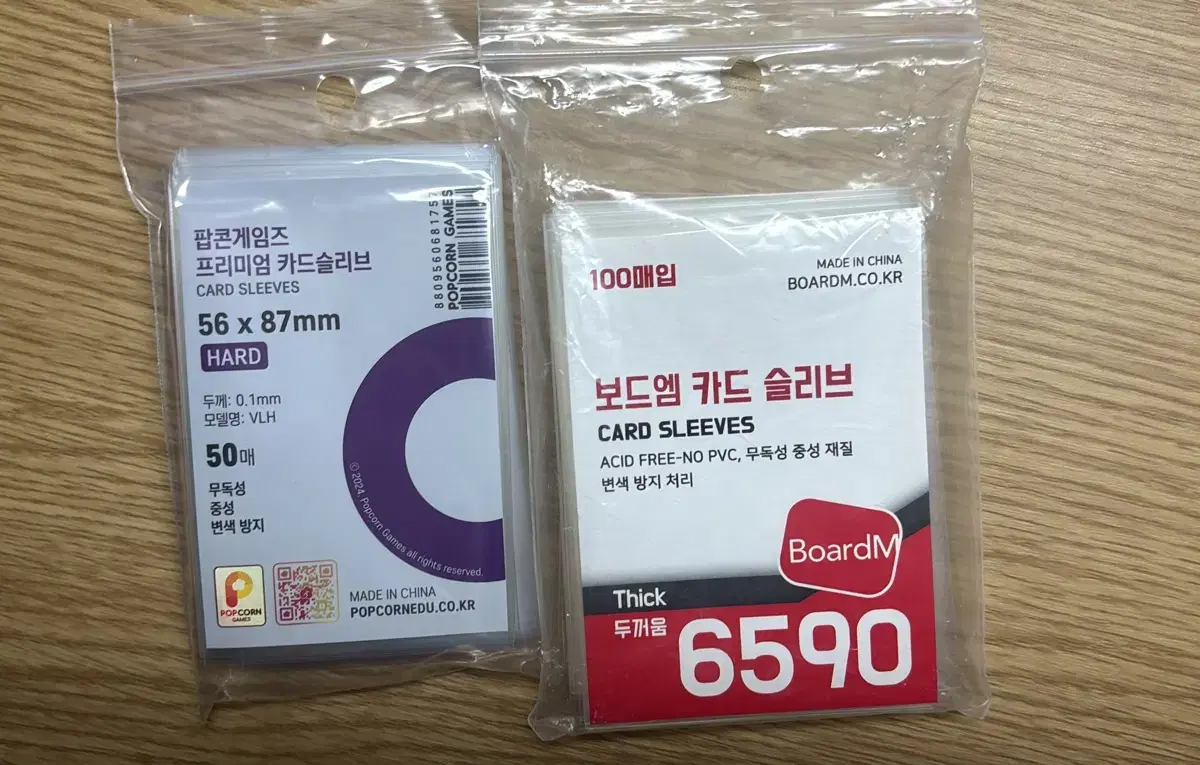 팝콘게임즈
프리미엄 카드슬리브
CARD SLEEVES
56 x 87mm
HARD
두께: 0.1mm
모델명: VLH
50매
무독성
중성
변색 방지
POPCORN
GAMES
MADE IN CHINA
POPCORNEDU.CO.KR
© 2024. Popcorn Games all rights reserved.
POPCORN GAMES
100매입
MADE IN CHINA
BOARDM.CO.KR
보드엠 카드 슬리브
CARD SLEEVES
ACID FREE-NO PVC, 무독성 중성 재질
변색 방지 처리
BoardM
Thick
두꺼움
6590